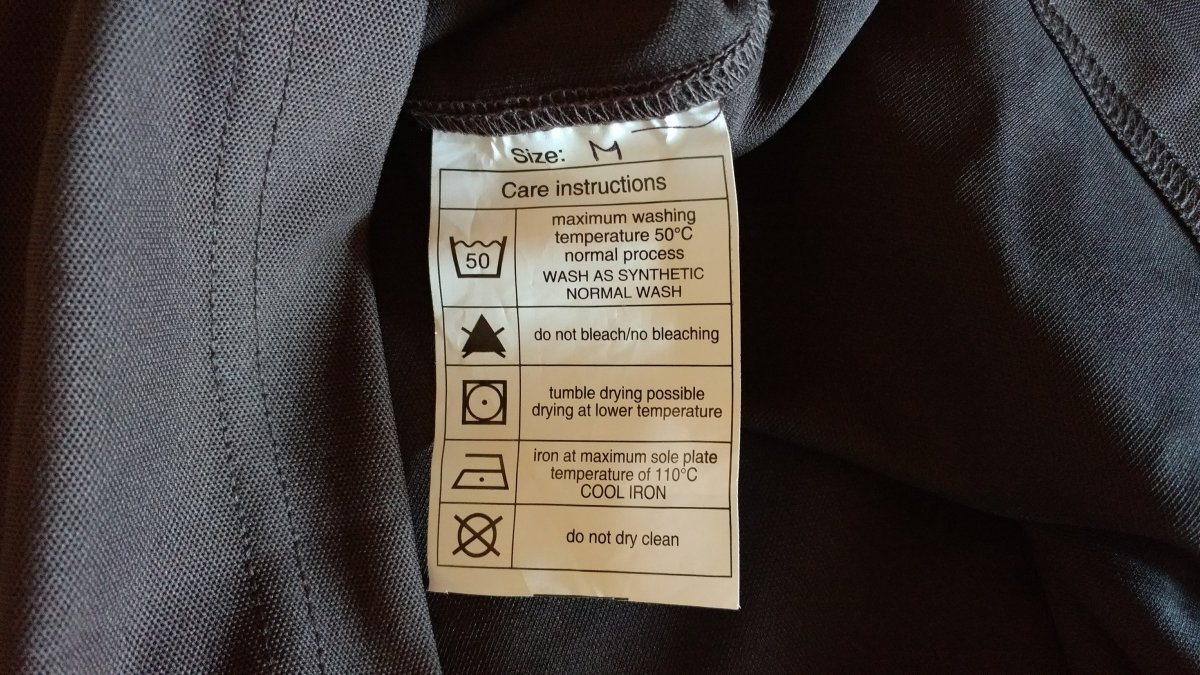 Size: M
Care instructions
50
maximum washing
temperature 50°C
normal process
WASH AS SYNTHETIC
NORMAL WASH
do not bleach/no bleaching
tumble drying possible
drying at lower temperature
iron at maximum sole plate
temperature of 110°C
COOL IRON
do not dry clean